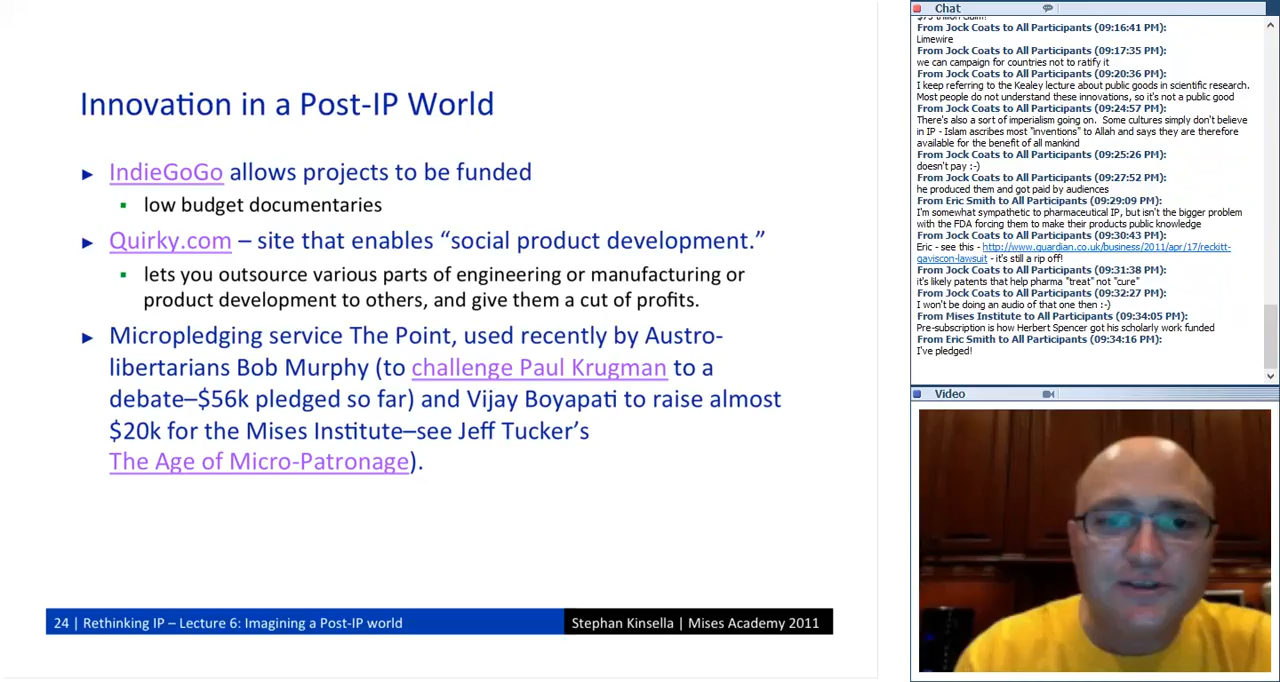 Innovation in a Post-IP World
► IndieGoGo allows projects to be funded
▪ low budget documentaries
► Quirky.com – site that enables “social product development.”
▪ lets you outsource various parts of engineering or manufacturing or
product development to others, and give them a cut of profits.
► Micropledging service The Point, used recently by Austro-
libertarians Bob Murphy (to challenge Paul Krugman to a
debate–$56k pledged so far) and Vijay Boyapati to raise almost
$20k for the Mises Institute–see Jeff Tucker’s
The Age of Micro-Patronage).
24 | Rethinking IP – Lecture 6: Imagining a Post-IP world
Stephan Kinsella | Mises Academy 2011
Chat
$75 trillion claim!
From Jock Coats to All Participants (09:16:41 PM):
Limewire
From Jock Coats to All Participants (09:17:35 PM):
we can campaign for countries not to ratify it
From Jock Coats to All Participants (09:20:36 PM):
I keep referring to the Kealey lecture about public goods in scientific research.
Most people do not understand these innovations, so it's not a public good
From Jock Coats to All Participants (09:24:57 PM):
There's also a sort of imperialism going on. Some cultures simply don't believe
in IP - Islam ascribes most "inventions" to Allah and says they are therefore
available for the benefit of all mankind
From Jock Coats to All Participants (09:25:26 PM):
doesn't pay :-)
From Jock Coats to All Participants (09:27:52 PM):
he produced them and got paid by audiences
From Eric Smith to All Participants (09:29:09 PM):
I'm somewhat sympathetic to pharmaceutical IP, but isn't the bigger problem
with the FDA forcing them to make their products public knowledge
From Jock Coats to All Participants (09:30:43 PM):
Eric - see this - http://www.guardian.co.uk/business/2011/apr/17/reckitt-
gaviscon-lawsuit - it's still a rip off!
From Jock Coats to All Participants (09:31:38 PM):
it's likely patents that help pharma "treat" not "cure"
From Jock Coats to All Participants (09:32:27 PM):
I won't be doing an audio of that one then :-)
From Mises Institute to All Participants (09:34:05 PM):
Pre-subscription is how Herbert Spencer got his scholarly work funded
From Eric Smith to All Participants (09:34:16 PM):
I've pledged!
Video